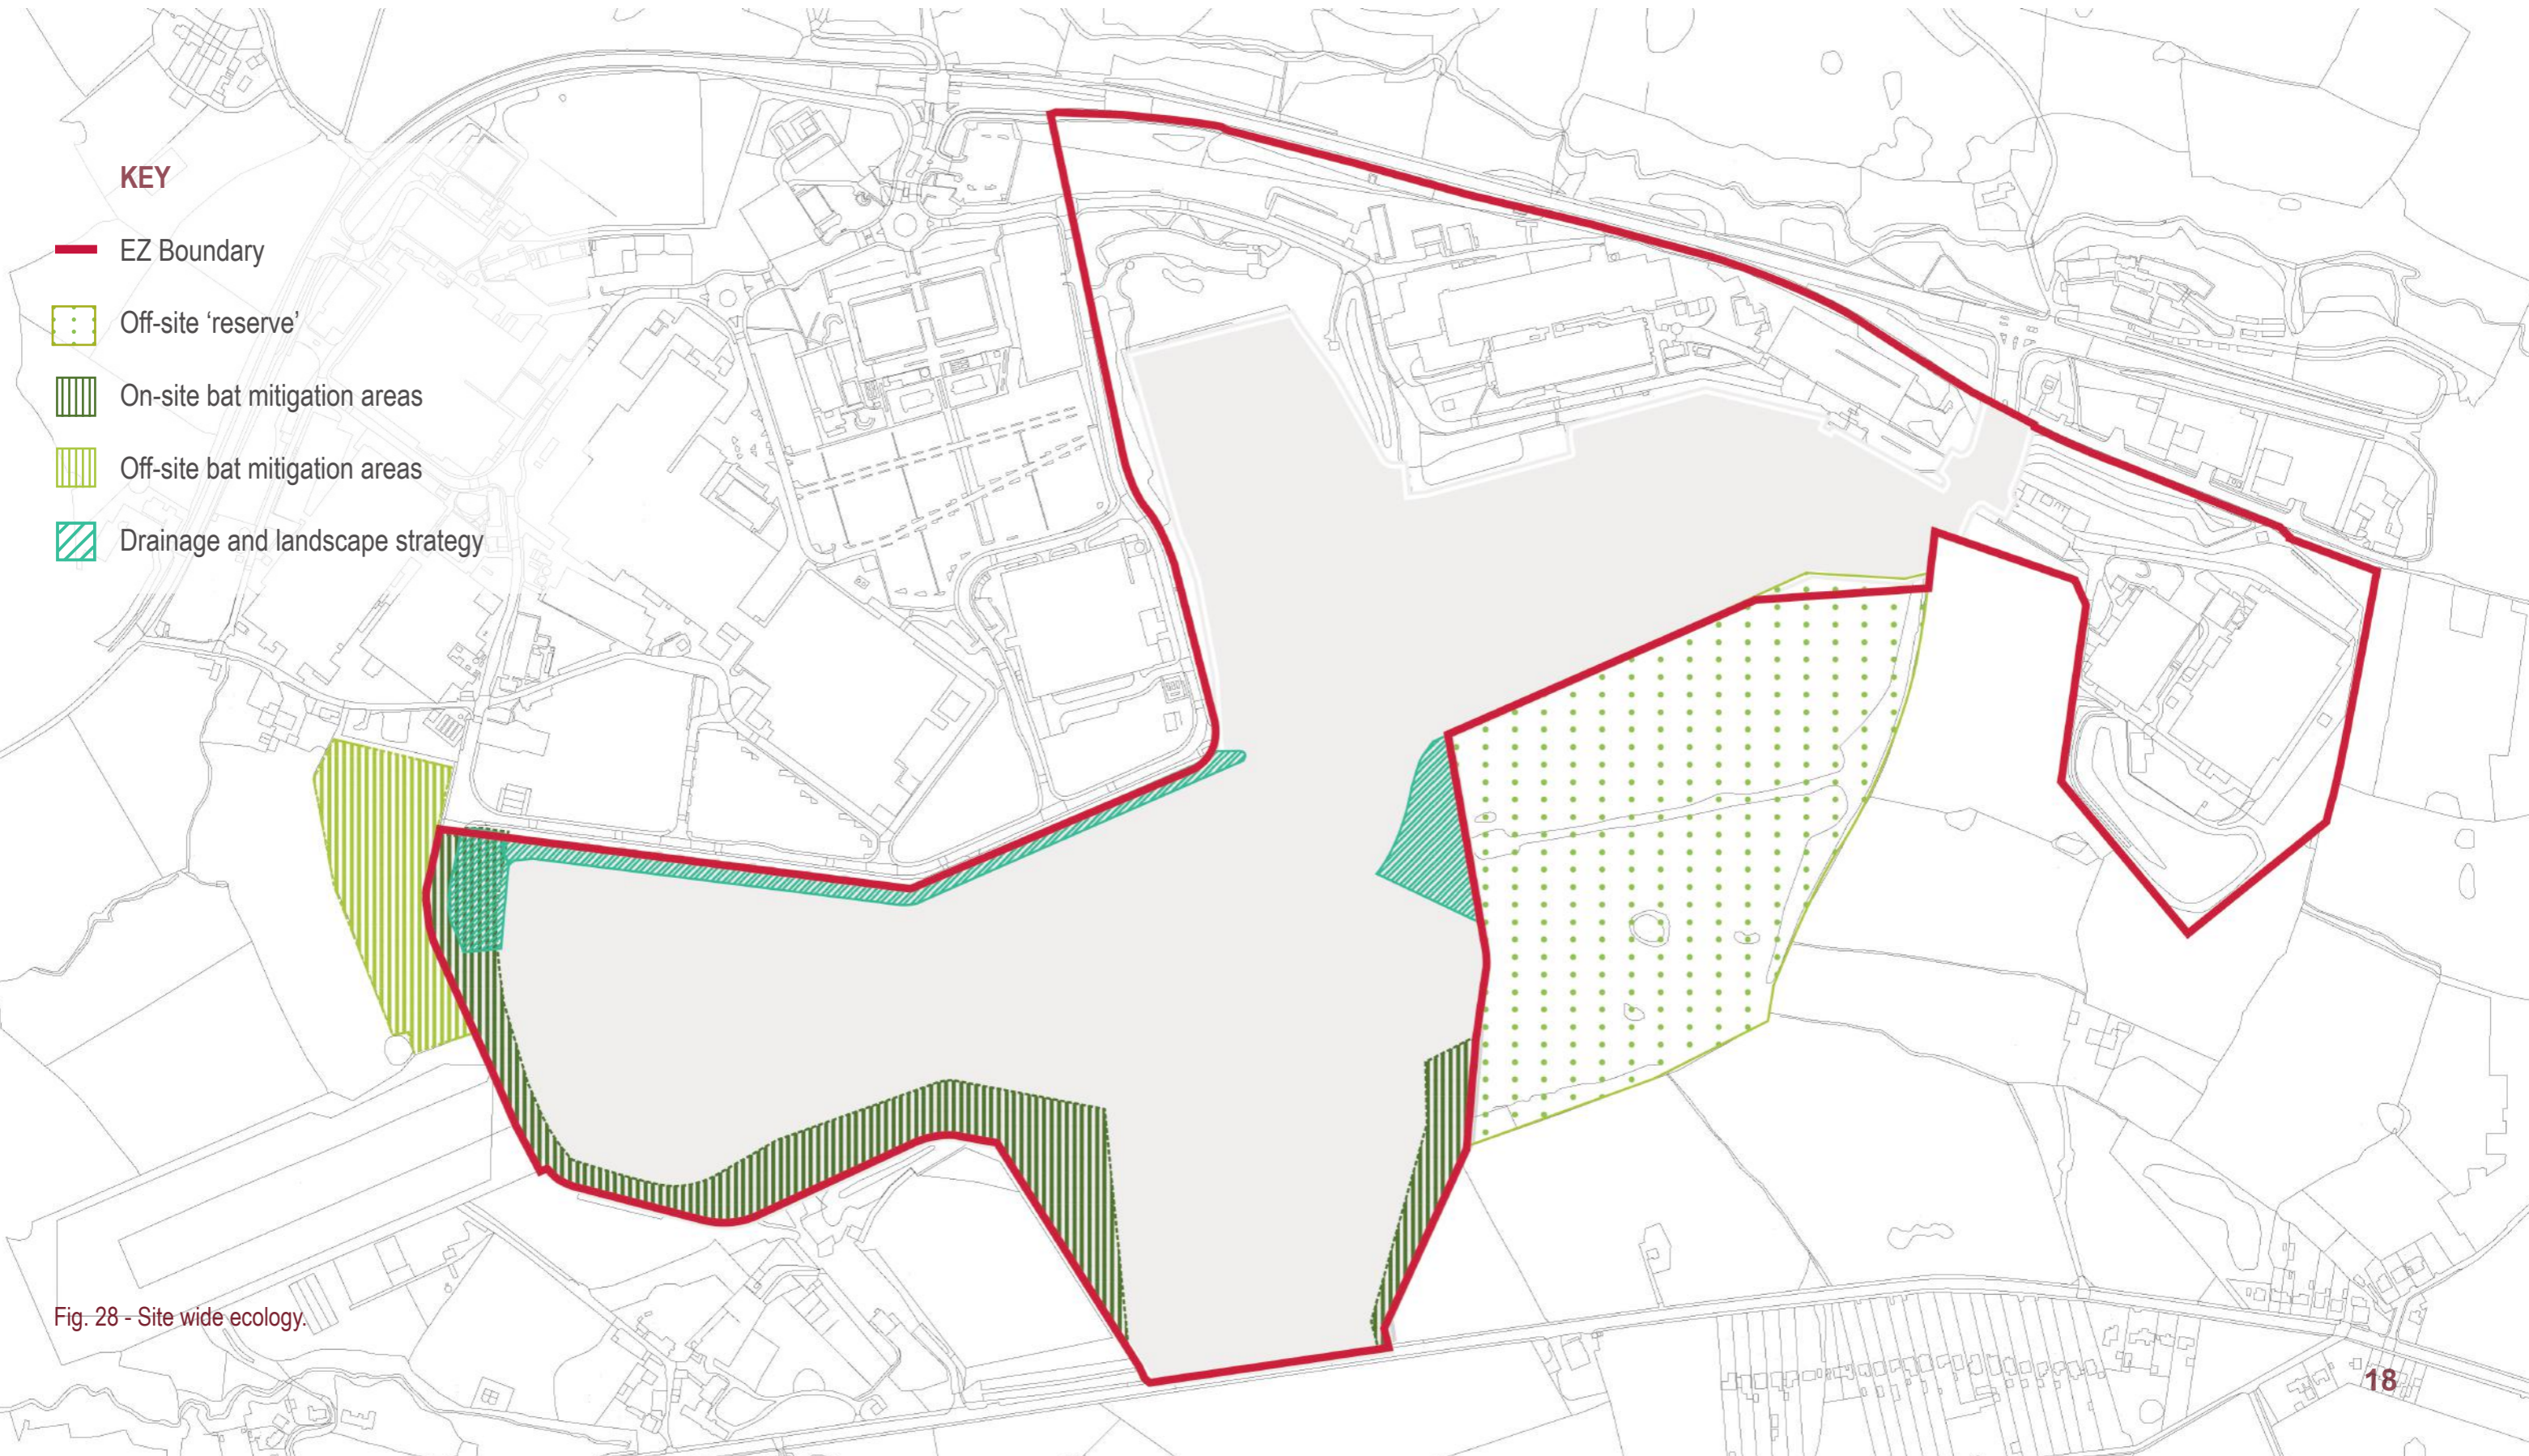 KEY
EZ Boundary
Off-site ‘reserve’
On-site bat mitigation areas
Off-site bat mitigation areas
Drainage and landscape strategy
Fig. 28 - Site wide ecology.
18